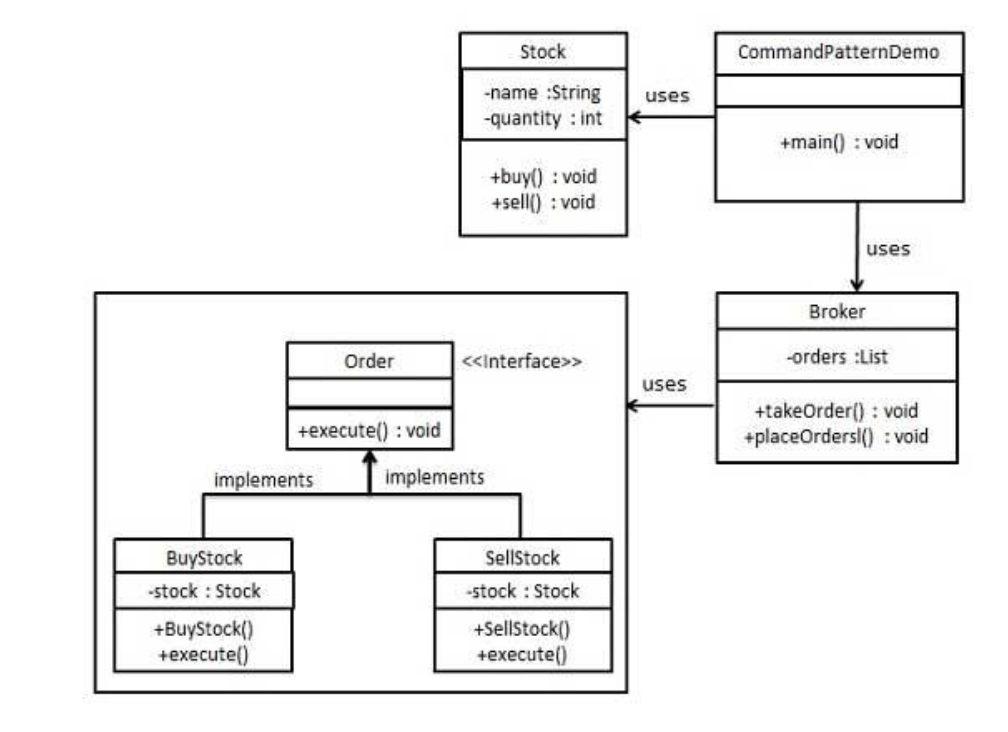 Stock
-name :String
-quantity : int
+buy() : void
+sell() : void
uses
CommandPatternDemo
+main() : void
uses
Broker
-orders :List
+takeOrder() : void
+placeOrdersl() : void
uses
Order
<<Interface>>
+execute() : void
implements
implements
BuyStock
-stock : Stock
+BuyStock()
+execute()
SellStock
-stock : Stock
+SellStock()
+execute()